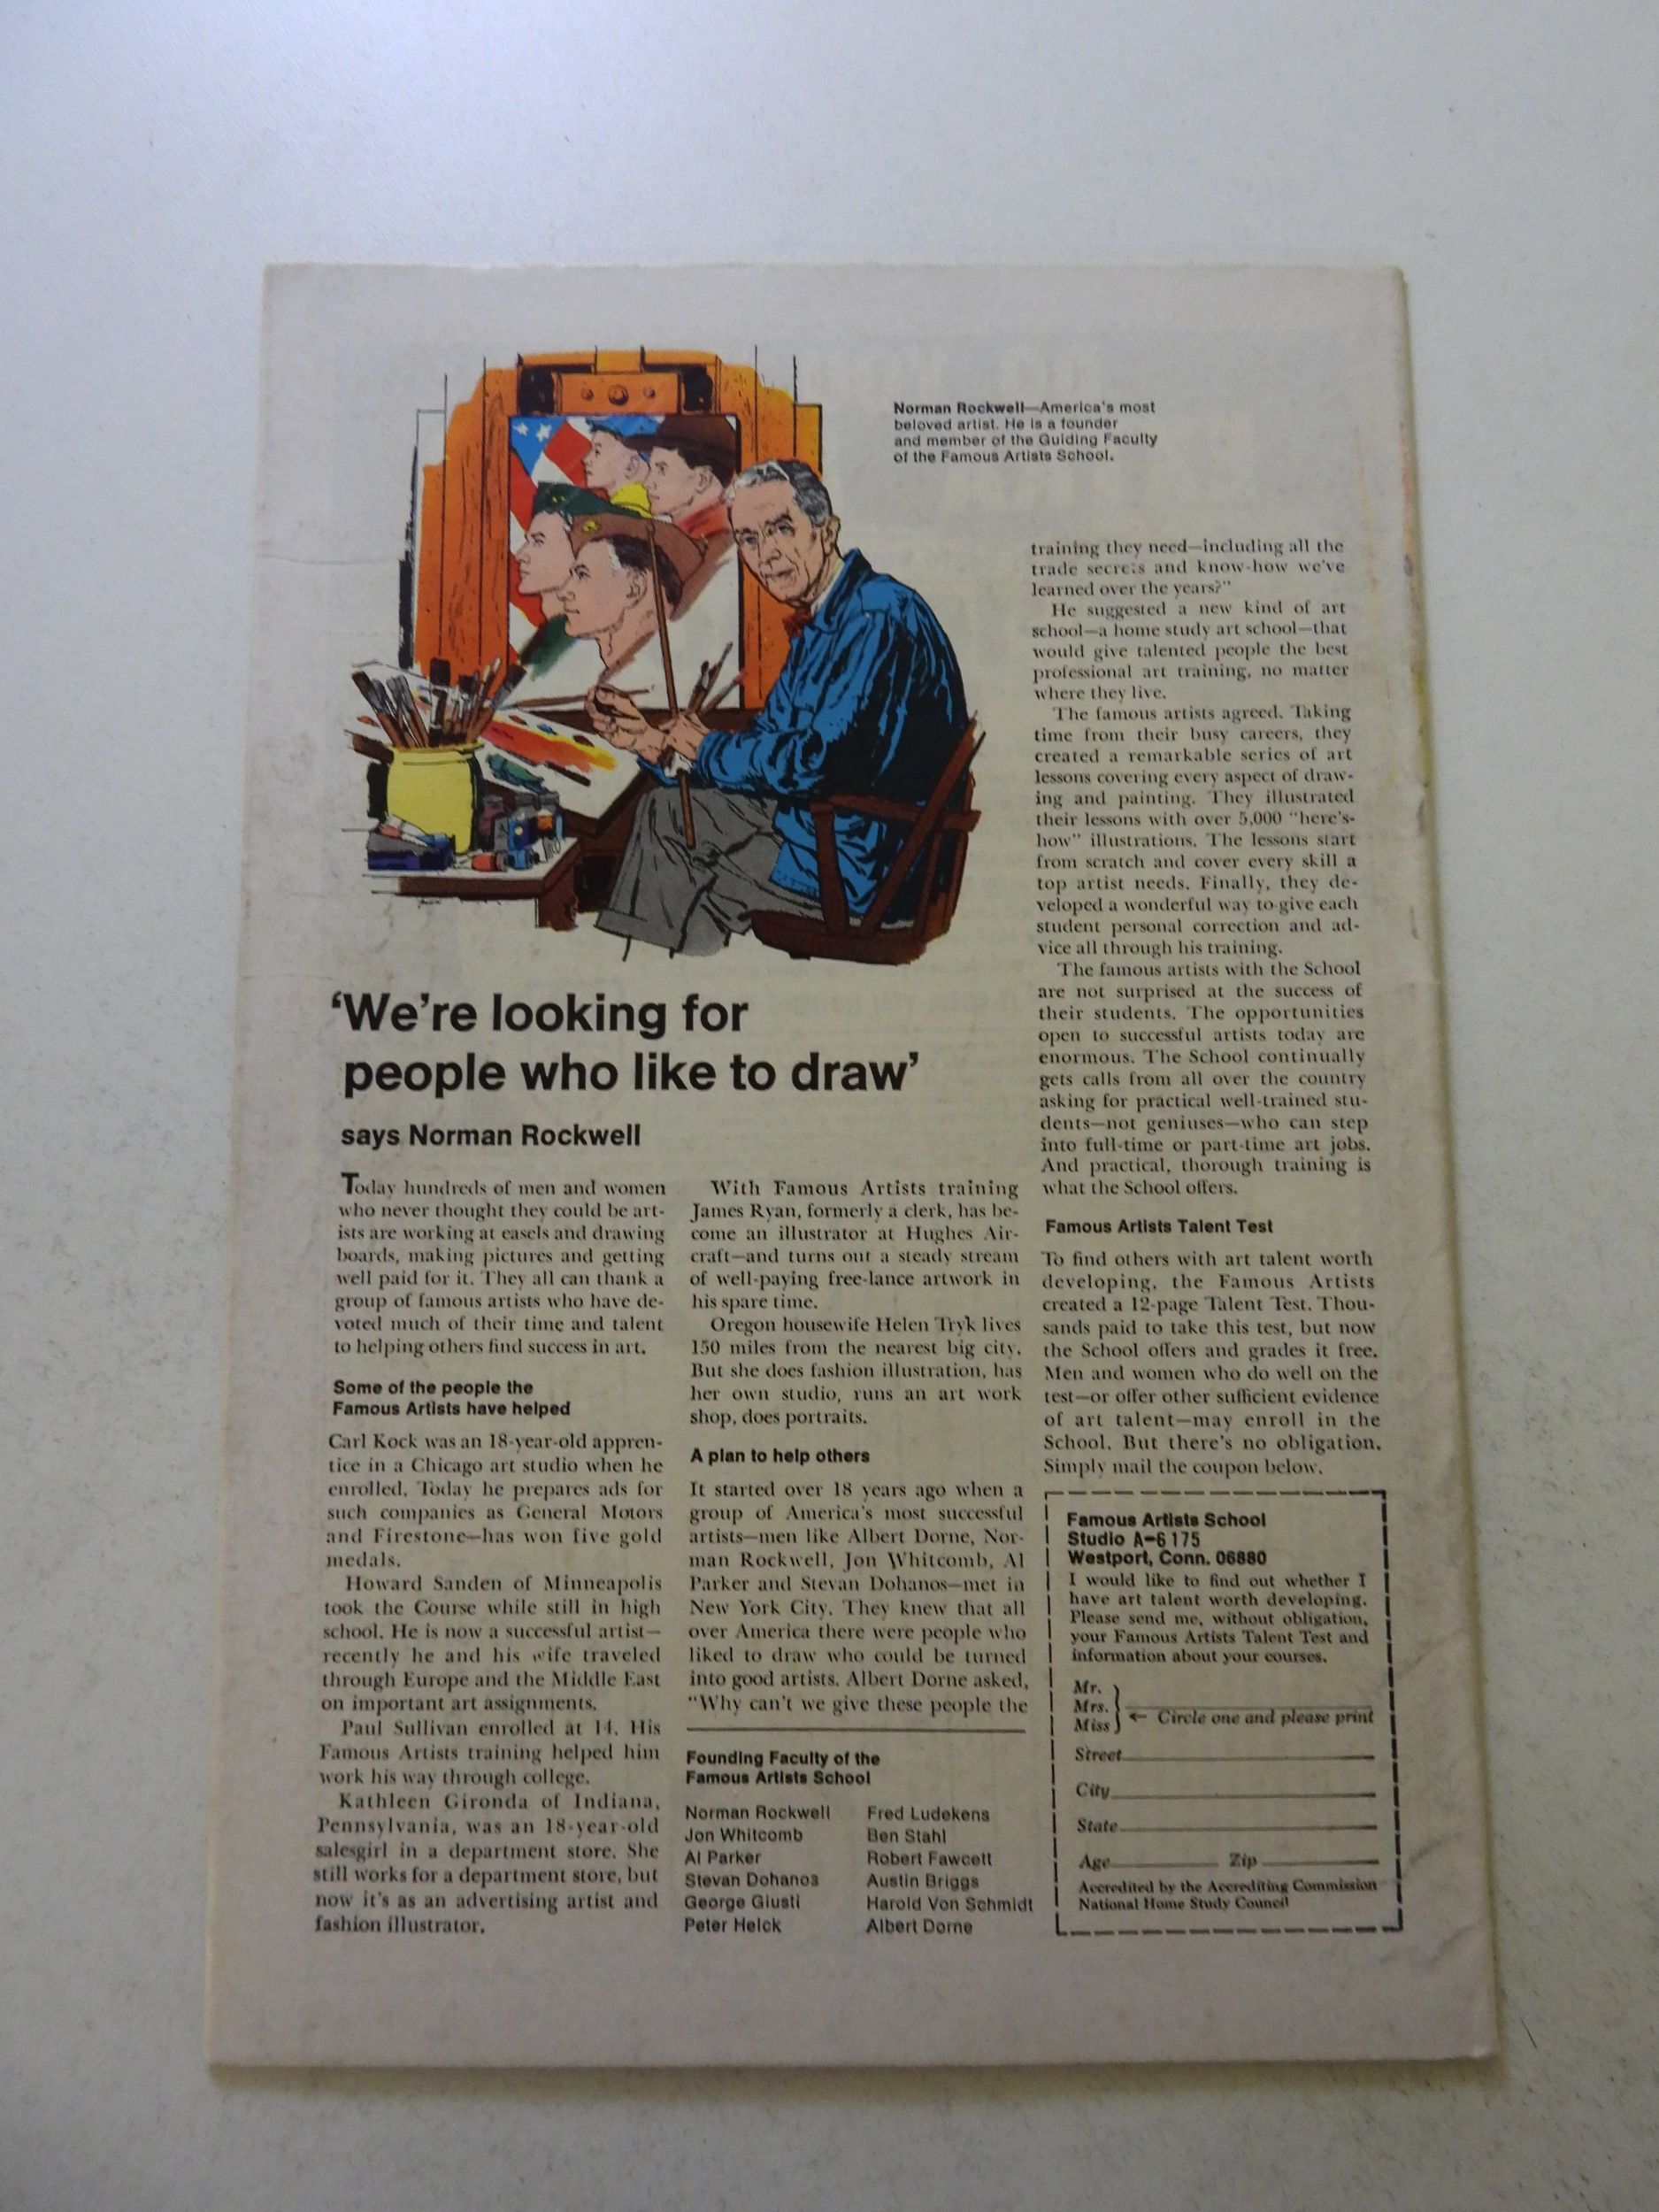 Norman Rockwell—America's most
beloved artist. He is a founder
and member of the Guiding Faculty
of the Famous Artists School.
'We're looking for
people who like to draw'
says Norman Rockwell
Today hundreds of men and women
who never thought they could be art-
ists are working at easels and drawing
boards, making pictures and getting
well paid for it. They all can thank a
group of famous artists who have de-
voted much of their time and talent
to helping others find success in art.
Some of the people the
Famous Artists have helped
Carl Kock was an 18-year-old appren-
tice in a Chicago art studio when he
enrolled. Today he prepares ads for
such companies as General Motors
and Firestone—has won five gold
medals.
Howard Sanden of Minneapolis
took the Course while still in high
school. He is now a successful artist—
recently he and his wife traveled
through Europe and the Middle East
on important art assignments.
Paul Sullivan enrolled at 14. His
Famous Artists training helped him
work his way through college.
Kathleen Gironda of Indiana,
Pennsylvania, was an 18-year-old
salesgirl in a department store. She
still works for a department store, but
now it's as an advertising artist and
fashion illustrator.
With Famous Artists training
James Ryan, formerly a clerk, has be-
come an illustrator at Hughes Air-
craft—and turns out a steady stream
of well-paying free-lance artwork in
his spare time.
Oregon housewife Helen Tryk lives
150 miles from the nearest big city.
But she does fashion illustration, has
her own studio, runs an art work
shop, does portraits.
A plan to help others
It started over 18 years ago when a
group of America's most successful
artists—men like Albert Dorne, Nor-
man Rockwell, Jon Whitcomb, Al
Parker and Stevan Dohanos—met in
New York City. They knew that all
over America there were people who
liked to draw who could be turned
into good artists. Albert Dorne asked,
"Why can't we give these people the
Founding Faculty of the
Famous Artists School
Norman Rockwell
Jon Whitcomb
Al Parker
Stevan Dohanos
George Giusti
Peter Helck
Fred Ludekens
Ben Stahl
Robert Fawcett
Austin Briggs
Harold Von Schmidt
Albert Dorne
training they need—including all the
trade secrets and know-how we've
learned over the years?"
He suggested a new kind of art
school—a home study art school—that
would give talented people the best
professional art training, no matter
where they live.
The famous artists agreed. Taking
time from their busy careers, they
created a remarkable series of art
lessons covering every aspect of draw-
ing and painting. They illustrated
their lessons with over 5,000 "here's-
how" illustrations. The lessons start
from scratch and cover every skill a
top artist needs. Finally, they de-
veloped a wonderful way to give each
student personal correction and ad-
vice all through his training.
The famous artists with the School
are not surprised at the success of
their students. The opportunities
open to successful artists today are
enormous. The School continually
gets calls from all over the country
asking for practical well-trained stu-
dents—not geniuses—who can step
into full-time or part-time art jobs.
And practical, thorough training is
what the School offers.
Famous Artists Talent Test
To find others with art talent worth
developing, the Famous Artists
created a 12-page Talent Test. Thou-
sands paid to take this test, but now
the School offers and grades it free.
Men and women who do well on the
test—or offer other sufficient evidence
of art talent—may enroll in the
School. But there's no obligation.
Simply mail the coupon below.
Famous Artists School
Studio A-6175
Westport, Conn. 06880
I would like to find out whether I
have art talent worth developing.
Please send me, without obligation,
your Famous Artists Talent Test and
information about your courses.
Mr.
Mrs.
Miss
← Circle one and please print
Street
City
State
Age Zip
Accredited by the Accrediting Commission
National Home Study Council